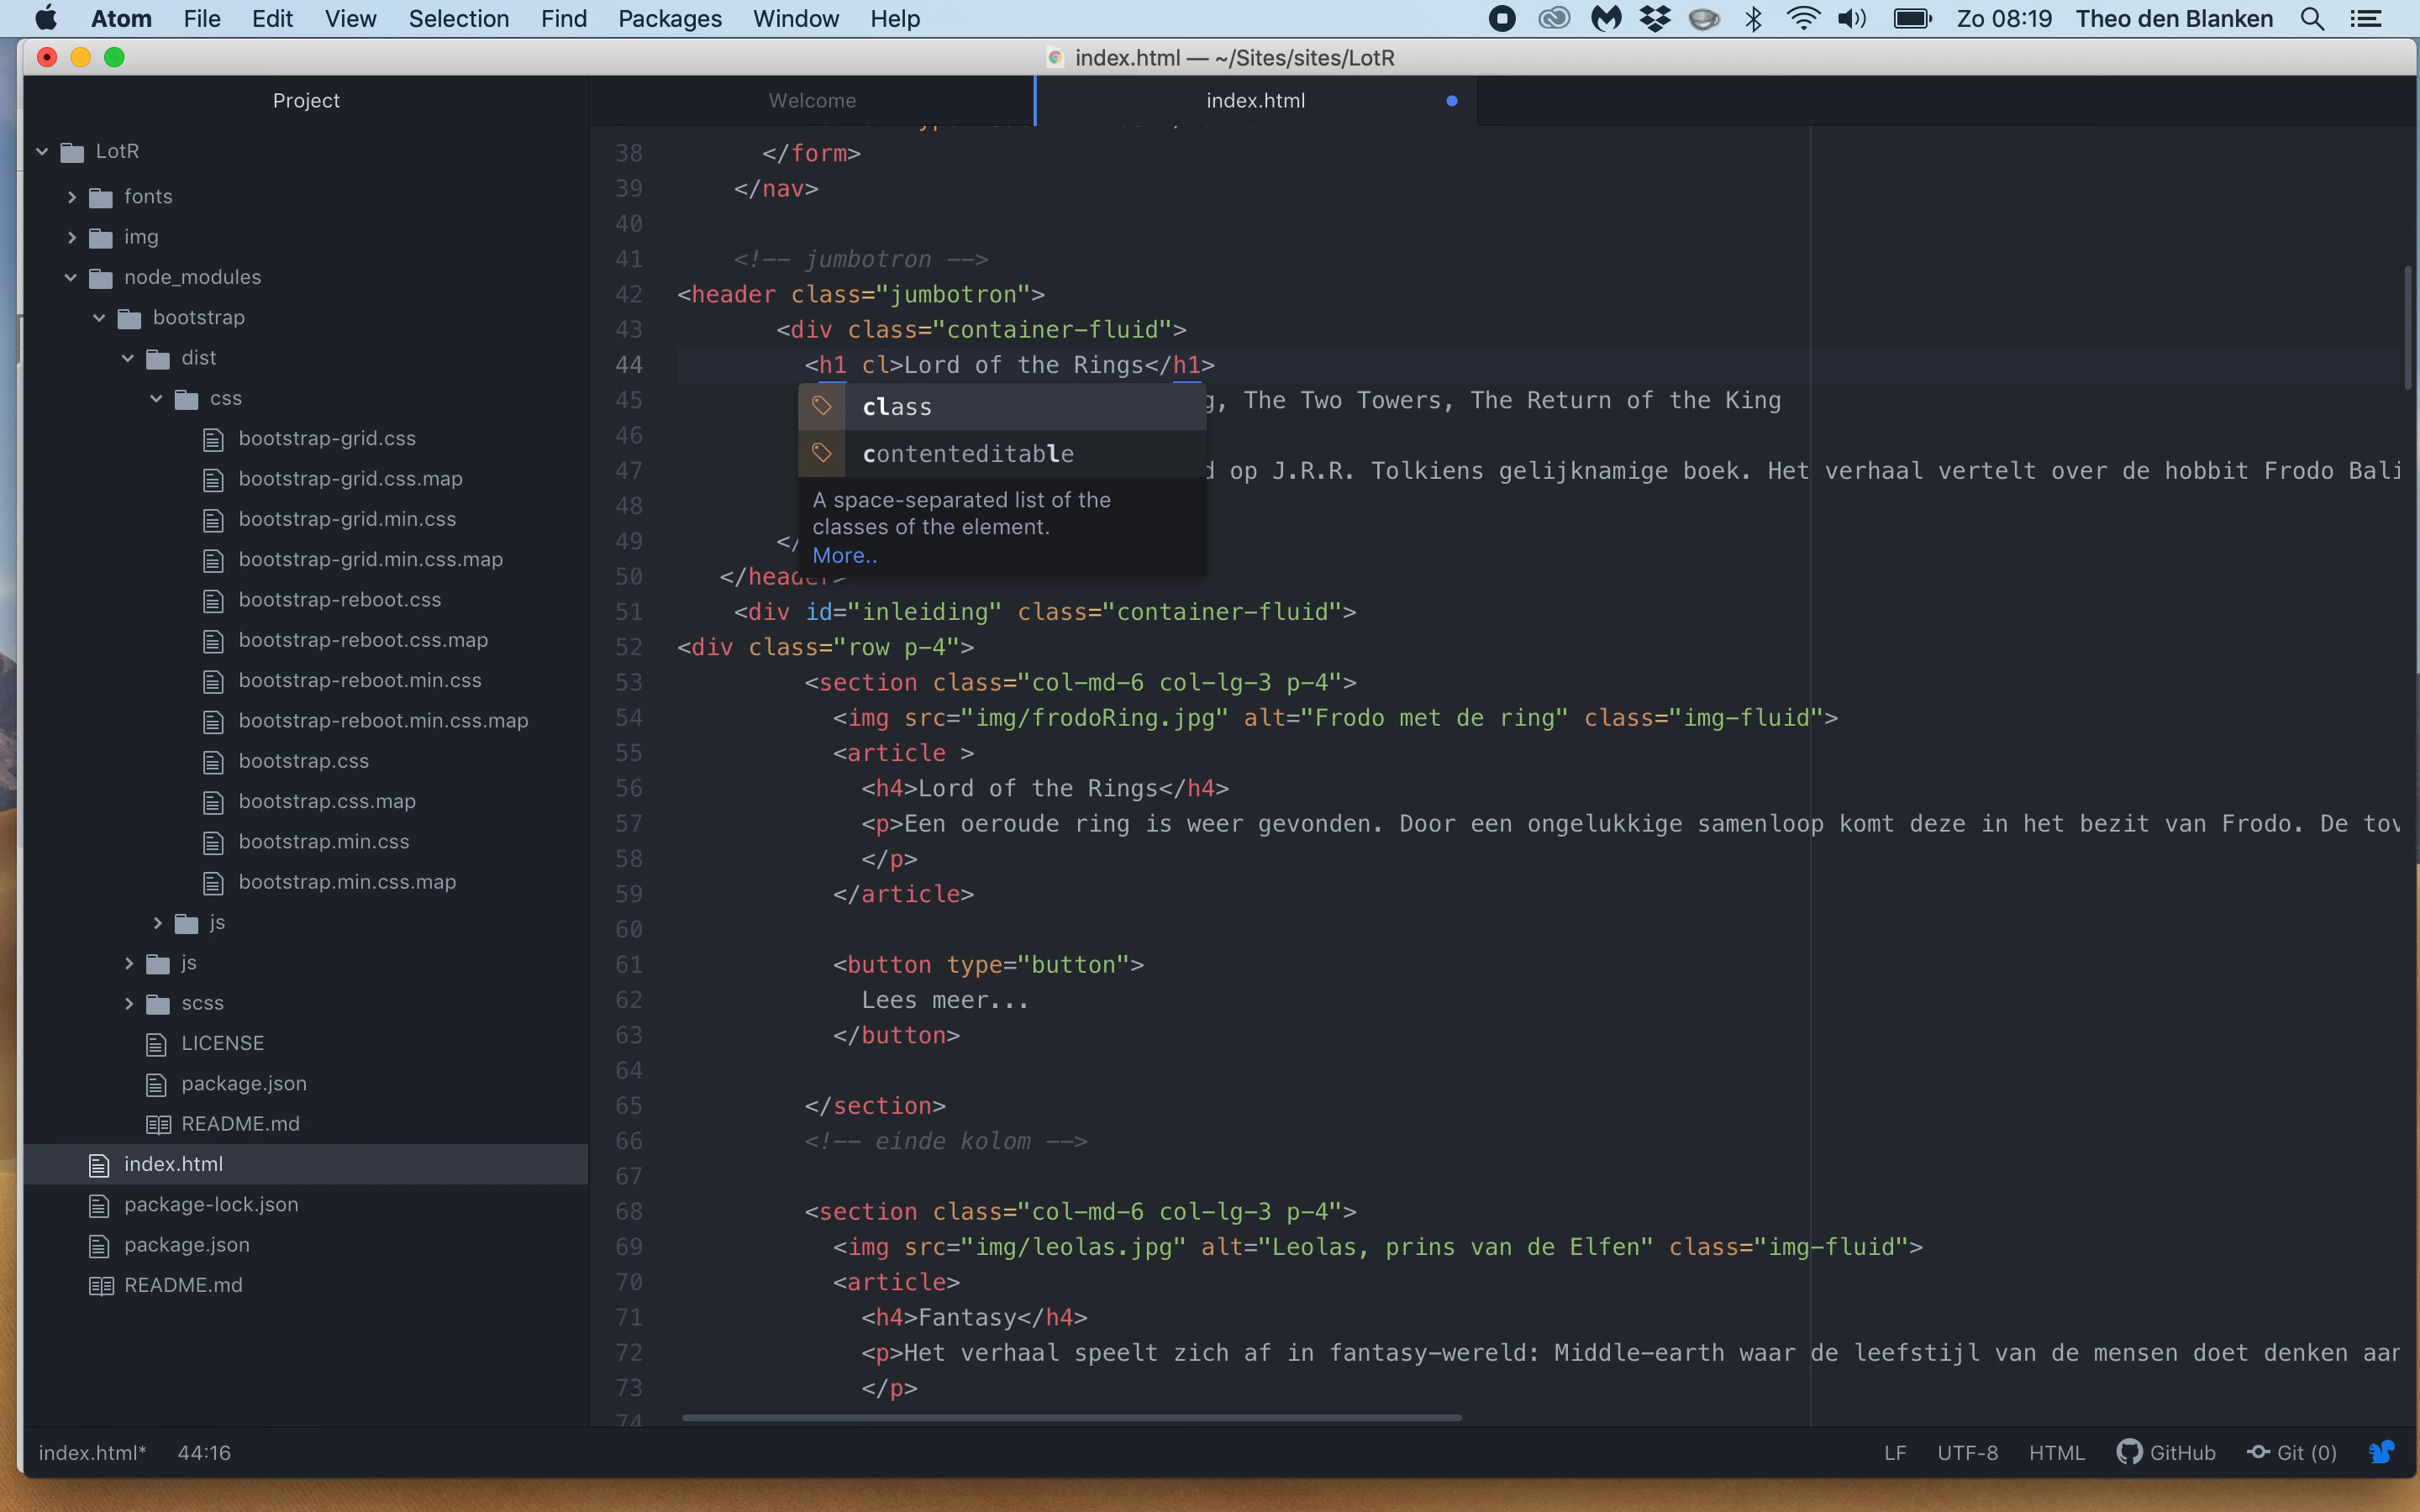 Atom File Edit View Selection Find Packages Window Help Zo 08:19 Theo den Blanken
index.html — ~/Sites/sites/LotR
Project
Welcome
index.html
LotR
fonts
img
node_modules
bootstrap
dist
css
bootstrap-grid.css
bootstrap-grid.css.map
bootstrap-grid.min.css
bootstrap-grid.min.css.map
bootstrap-reboot.css
bootstrap-reboot.css.map
bootstrap-reboot.min.css
bootstrap-reboot.min.css.map
bootstrap.css
bootstrap.css.map
bootstrap.min.css
bootstrap.min.css.map
js
js
scss
LICENSE
package.json
README.md
index.html
package-lock.json
package.json
README.md
38 </form>
39 </nav>
40
41 <!-- jumbotron -->
42 <header class="jumbotron">
43 <div class="container-fluid">
44 <h1 cl>Lord of the Rings</h1>
45 g, The Two Towers, The Return of the King
46
47 d op J.R.R. Tolkiens gelijknamige boek. Het verhaal vertelt over de hobbit Frodo Bali
48
49 </
50 </header>
class
contenteditable
A space-separated list of the
classes of the element.
More..
51 <div id="inleiding" class="container-fluid">
52 <div class="row p-4">
53 <section class="col-md-6 col-lg-3 p-4">
54 <img src="img/frodoRing.jpg" alt="Frodo met de ring" class="img-fluid">
55 <article >
56 <h4>Lord of the Rings</h4>
57 <p>Een oeroude ring is weer gevonden. Door een ongelukkige samenloop komt deze in het bezit van Frodo. De tov
58 </p>
59 </article>
60
61 <button type="button">
62 Lees meer...
63 </button>
64
65 </section>
66 <!-- einde kolom -->
67
68 <section class="col-md-6 col-lg-3 p-4">
69 <img src="img/leolas.jpg" alt="Leolas, prins van de Elfen" class="img-fluid">
70 <article>
71 <h4>Fantasy</h4>
72 <p>Het verhaal speelt zich af in fantasy-wereld: Middle-earth waar de leefstijl van de mensen doet denken aan
73 </p>
74
index.html* 44:16 LF UTF-8 HTML GitHub Git (0)